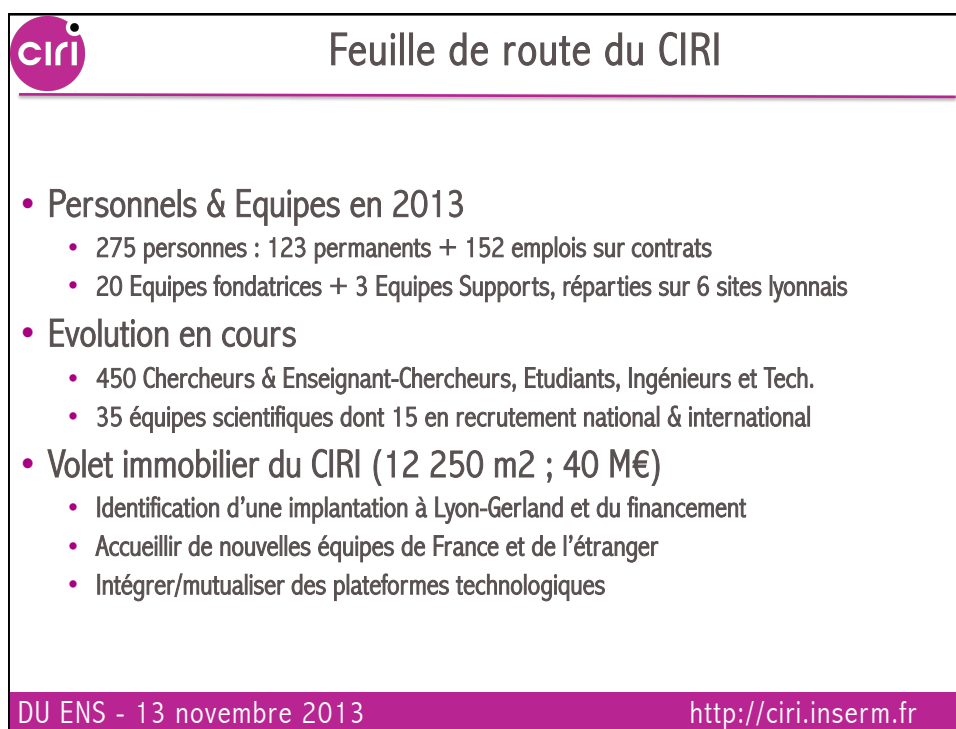 ciri
Feuille de route du CIRI
• Personnels & Equipes en 2013
• 275 personnes : 123 permanents + 152 emplois sur contrats
• 20 Equipes fondatrices + 3 Equipes Supports, réparties sur 6 sites lyonnais
• Evolution en cours
• 450 Chercheurs & Enseignant-Chercheurs, Etudiants, Ingénieurs et Tech.
• 35 équipes scientifiques dont 15 en recrutement national & international
• Volet immobilier du CIRI (12 250 m2 ; 40 M€)
• Identification d’une implantation à Lyon-Gerland et du financement
• Accueillir de nouvelles équipes de France et de l’étranger
• Intégrer/mutualiser des plateformes technologiques
DU ENS - 13 novembre 2013
http://ciri.inserm.fr